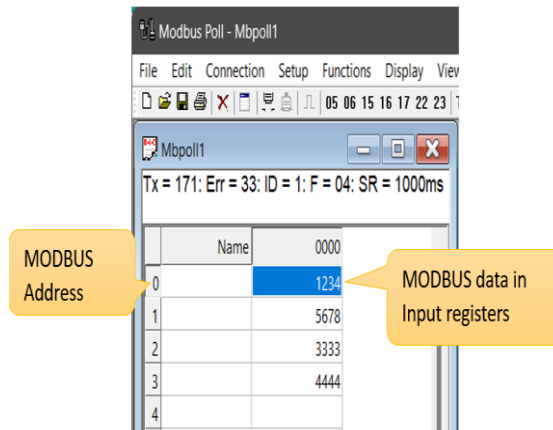 Modbus Poll - Mbpoll1
File Edit Connection Setup Functions Display View
05 06 15 16 17 22 23
Mbpoll1
Tx = 171: Err = 33: ID = 1: F = 04: SR = 1000ms
Name 0000
0 1234
1 5678
2 3333
3 4444
4
MODBUS
Address
MODBUS data in
Input registers